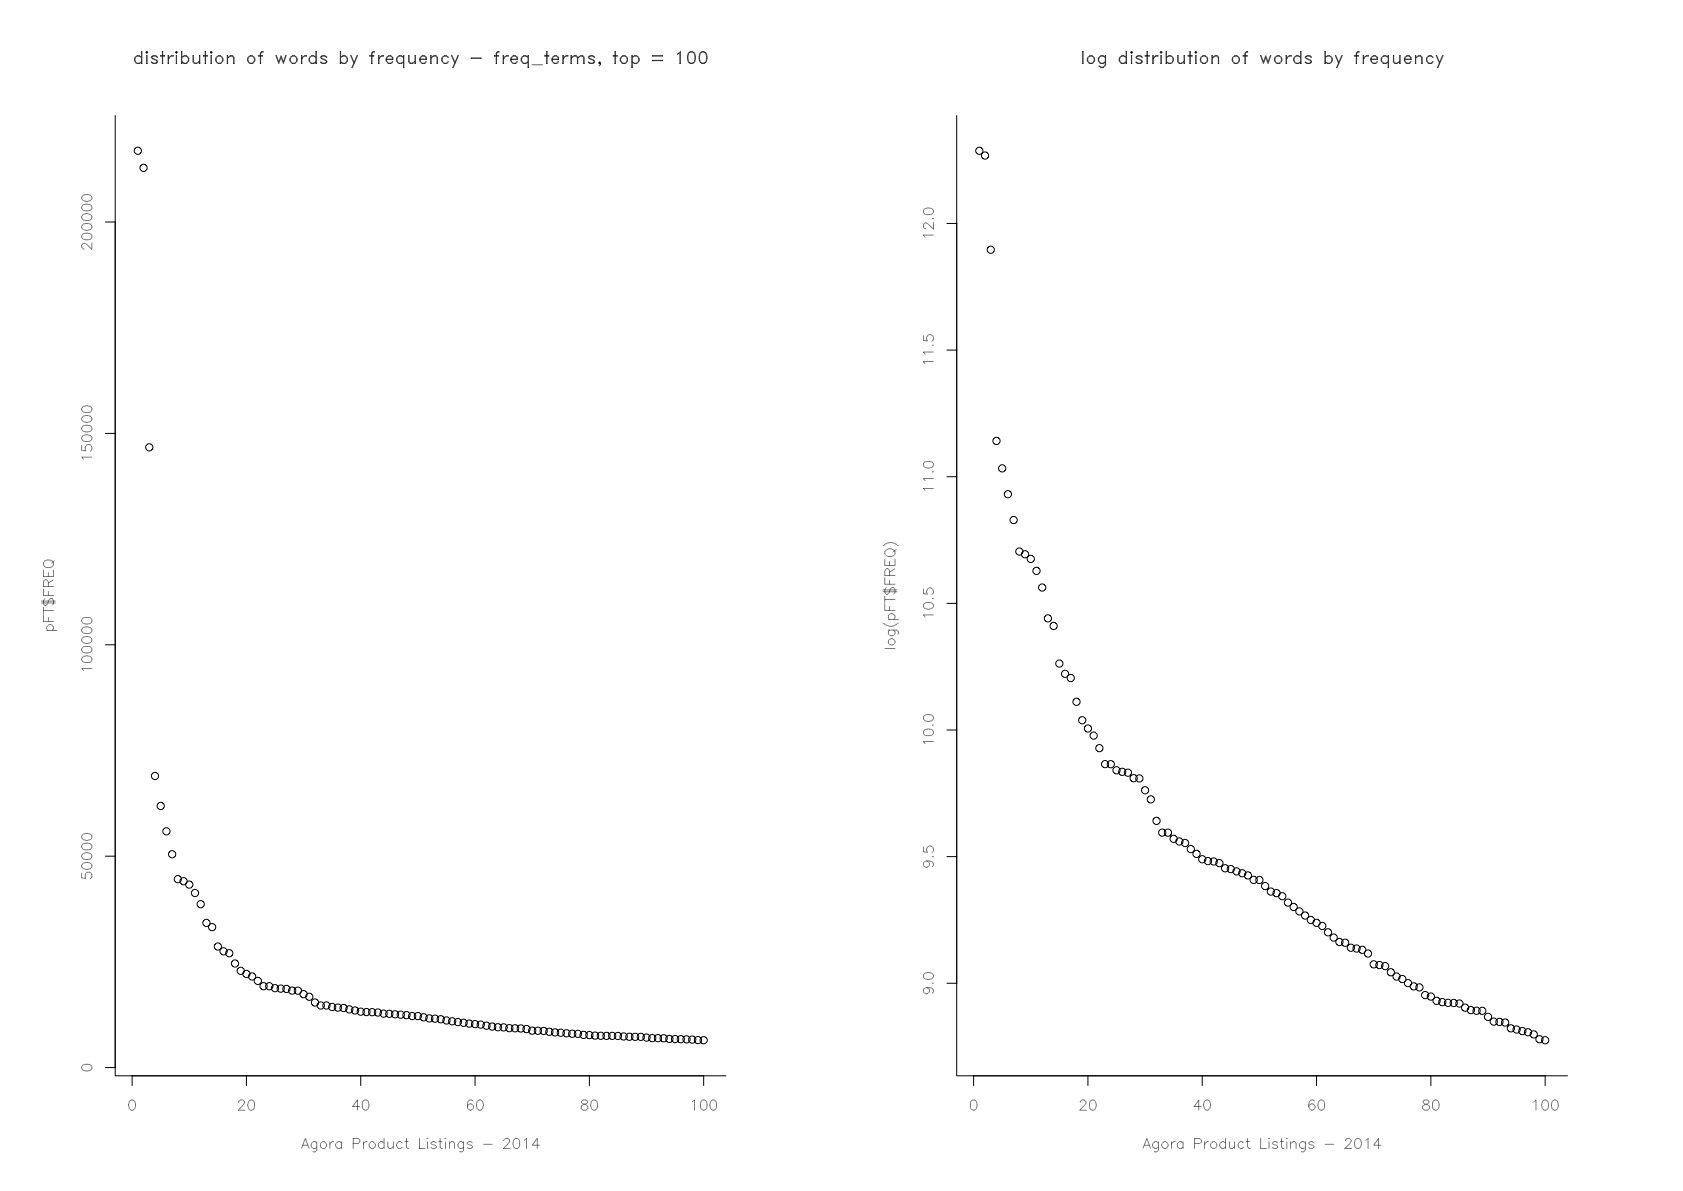 distribution of words by frequency – freq_terms, top = 100
pFT$FREQ
200000
150000
100000
50000
0
0 20 40 60 80 100
Agora Product Listings – 2014
log distribution of words by frequency
log(pFT$FREQ)
12.0
11.5
11.0
10.5
10.0
9.5
9.0
0 20 40 60 80 100
Agora Product Listings – 2014